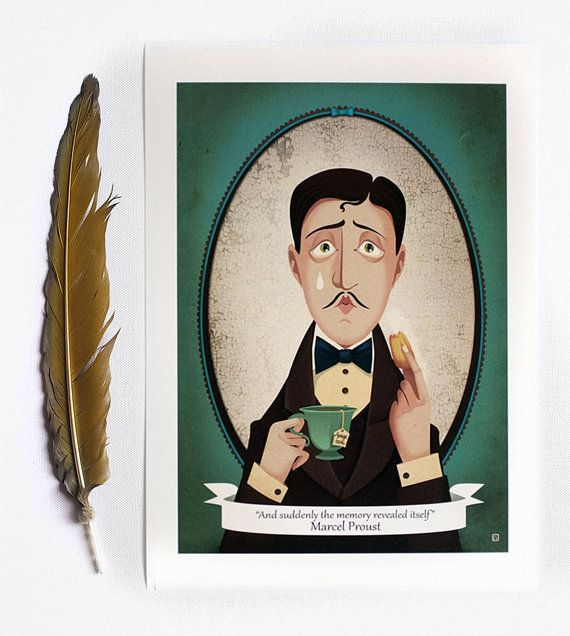 "And suddenly the memory revealed itself"
Marcel Proust